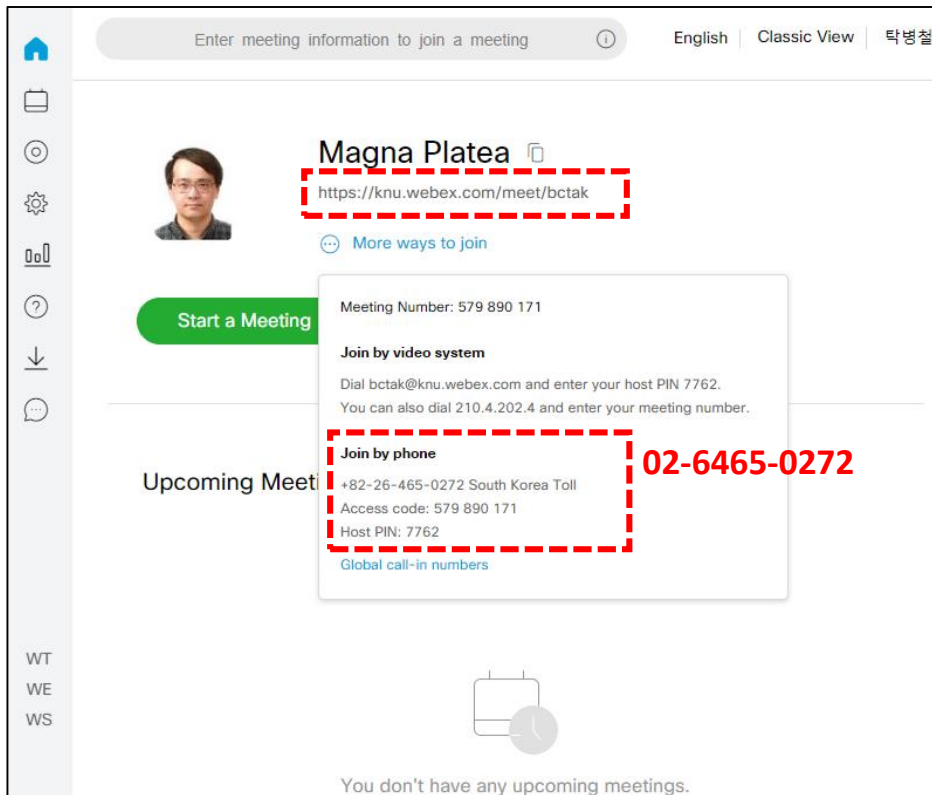 Enter meeting information to join a meeting
English
Classic View
탁병철
Magna Platea
https://knu.webex.com/meet/bctak
More ways to join
Start a Meeting
Meeting Number: 579 890 171
Join by video system
Dial bctak@knu.webex.com and enter your host PIN 7762.
You can also dial 210.4.202.4 and enter your meeting number.
Join by phone
02-6465-0272
Upcoming Meeti
+82-26-465-0272 South Korea Toll
Access code: 579 890 171
Host PIN: 7762
Global call-in numbers
WT
WE
WS
You don't have any upcoming meetings.